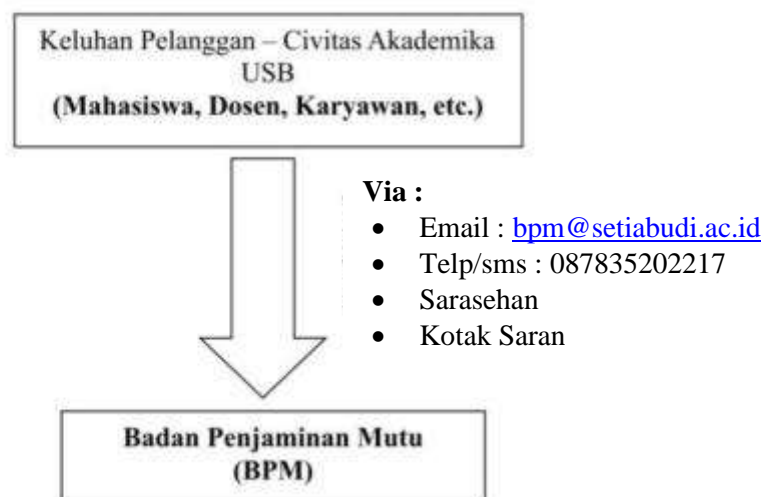 Keluhan Pelanggan – Civitas Akademika
USB
(Mahasiswa, Dosen, Karyawan, etc.)
Via :
• Email : bpm@setiabudi.ac.id
• Telp/sms : 087835202217
• Sarasehan
• Kotak Saran
Badan Penjaminan Mutu
(BPM)